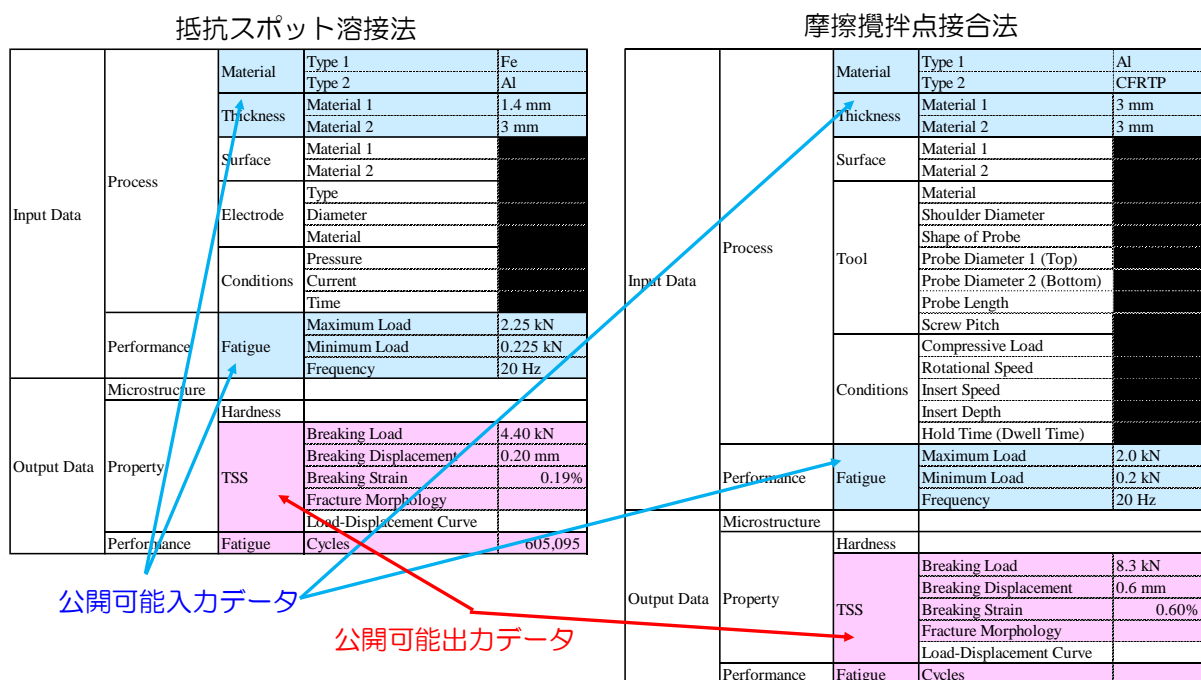 抵抗スポット溶接法
Input Data Process Material Type 1 Fe
Type 2 Al
Thickness Material 1 1.4 mm
Material 2 3 mm
Surface Material 1
Material 2
Electrode Type
Diameter
Material
Conditions Pressure
Current
Time
Performance Fatigue Maximum Load 2.25 kN
Minimum Load 0.225 kN
Frequency 20 Hz
Output Data Microstructure
Property Hardness
TSS Breaking Load 4.40 kN
Breaking Displacement 0.20 mm
Breaking Strain 0.19%
Fracture Morphology
Load-Displacement Curve
Performance Fatigue Cycles 605,095
公開可能入力データ
公開可能出力データ
摩擦攪拌点接合法
Input Data Process Material Type 1 Al
Type 2 CFRTP
Thickness Material 1 3 mm
Material 2 3 mm
Surface Material 1
Material 2
Tool Material
Shoulder Diameter
Shape of Probe
Probe Diameter 1 (Top)
Probe Diameter 2 (Bottom)
Probe Length
Screw Pitch
Conditions Compressive Load
Rotational Speed
Insert Speed
Insert Depth
Hold Time (Dwell Time)
Performance Fatigue Maximum Load 2.0 kN
Minimum Load 0.2 kN
Frequency 20 Hz
Output Data Microstructure
Property Hardness
TSS Breaking Load 8.3 kN
Breaking Displacement 0.6 mm
Breaking Strain 0.60%
Fracture Morphology
Load-Displacement Curve
Performance Fatigue Cycles